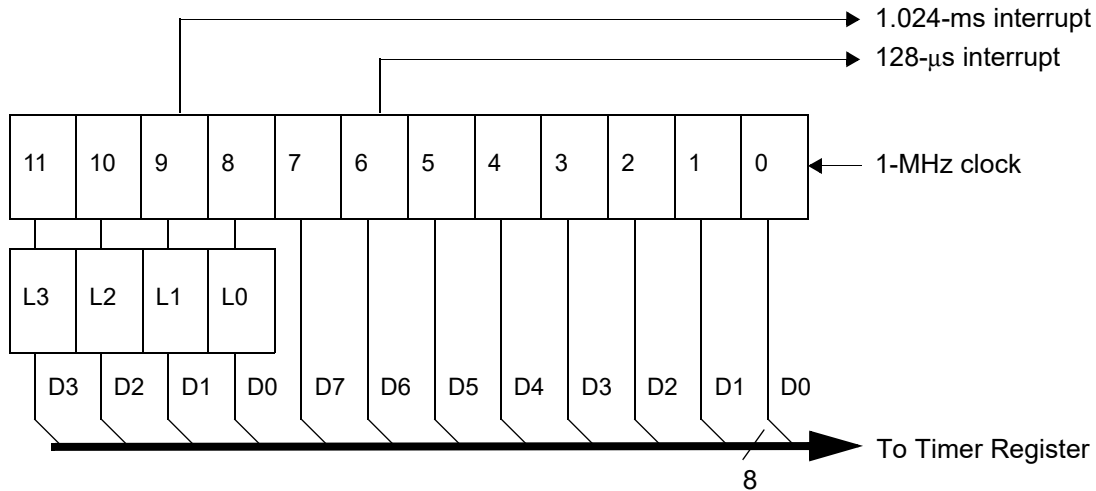 1.024-ms interrupt
128-μs interrupt
11 10 9 8 7 6 5 4 3 2 1 0
1-MHz clock
L3 L2 L1 L0
D3 D2 D1 D0 D7 D6 D5 D4 D3 D2 D1 D0
To Timer Register
8